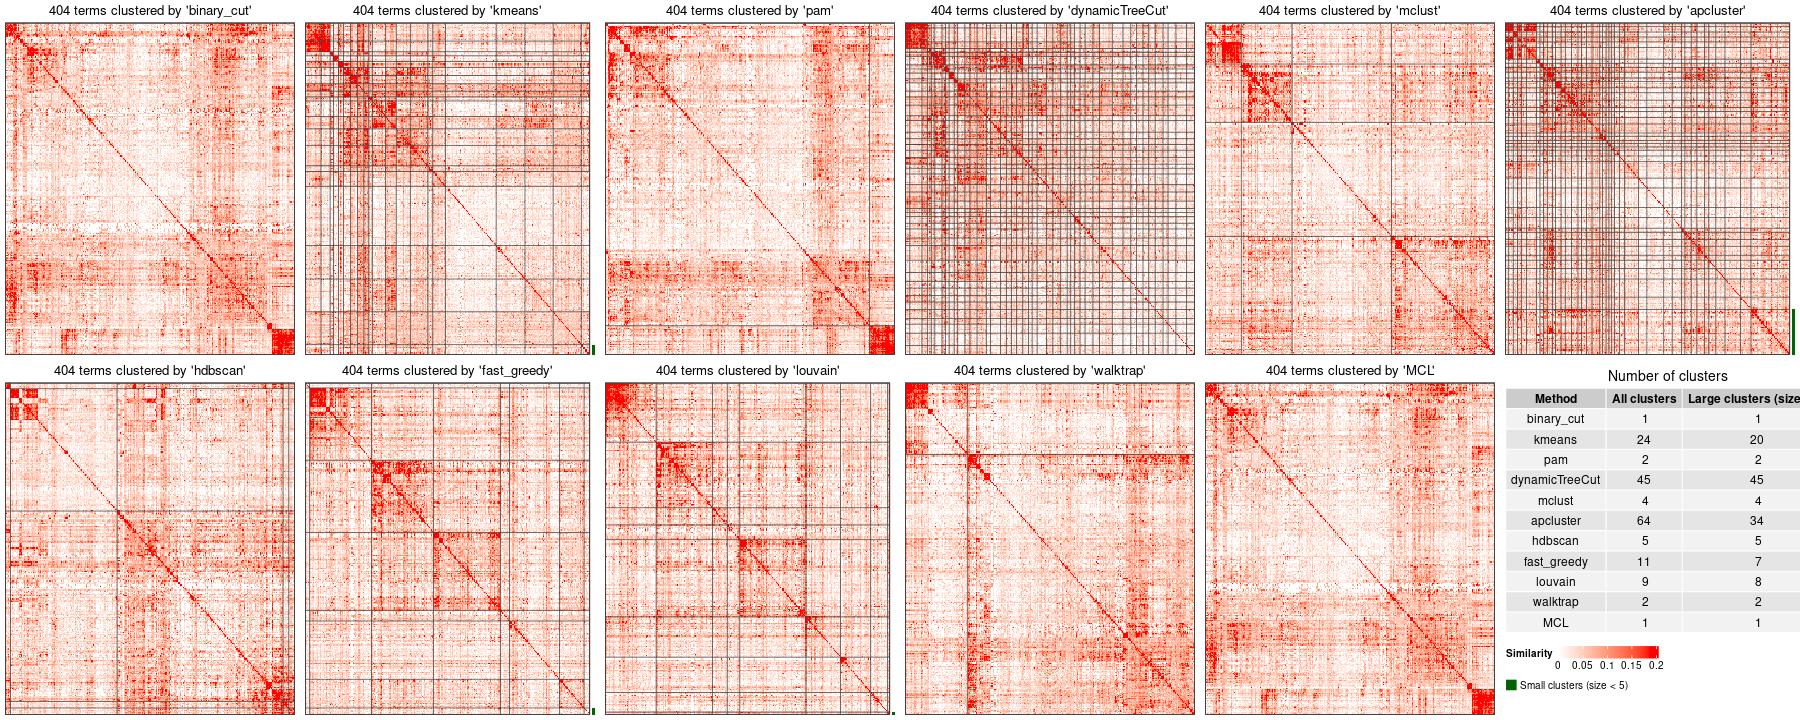 404 terms clustered by 'binary_cut'
404 terms clustered by 'kmeans'
404 terms clustered by 'pam'
404 terms clustered by 'dynamicTreeCut'
404 terms clustered by 'mclust'
404 terms clustered by 'apcluster'
404 terms clustered by 'hdbscan'
404 terms clustered by 'fast_greedy'
404 terms clustered by 'louvain'
404 terms clustered by 'walktrap'
404 terms clustered by 'MCL'
Number of clusters
Method All clusters Large clusters (size
binary_cut 1 1
kmeans 24 20
pam 2 2
dynamicTreeCut 45 45
mclust 4 4
apcluster 64 34
hdbscan 5 5
fast_greedy 11 7
louvain 9 8
walktrap 2 2
MCL 1 1
Similarity
0 0.05 0.1 0.15 0.2
Small clusters (size < 5)